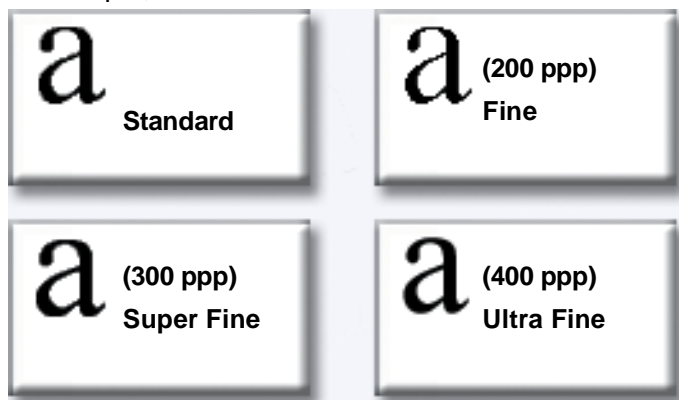 a
Standard
a
(200 ppp)
Fine
a
(300 ppp)
Super Fine
a
(400 ppp)
Ultra Fine